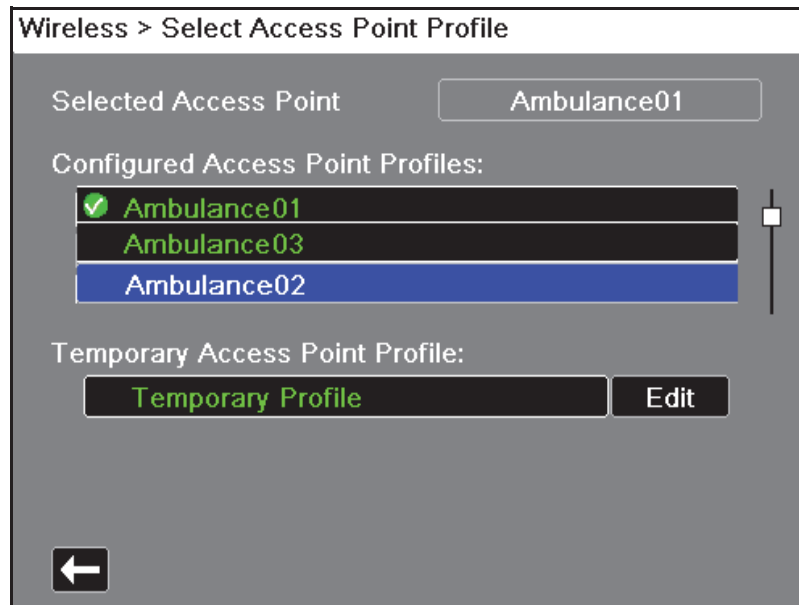 Wireless > Select Access Point Profile
Selected Access Point Ambulance01
Configured Access Point Profiles:
Ambulance01
Ambulance03
Ambulance02
Temporary Access Point Profile:
Temporary Profile Edit